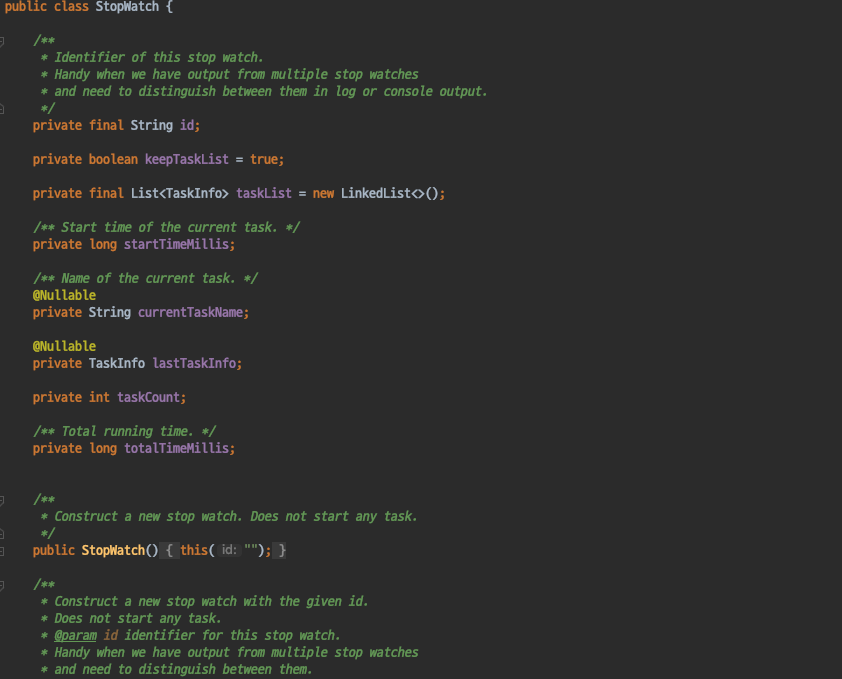 public class StopWatch {
/**
* Identifier of this stop watch.
* Handy when we have output from multiple stop watches
* and need to distinguish between them in log or console output.
*/
private final String id;
private boolean keepTaskList = true;
private final List<TaskInfo> taskList = new LinkedList<>();
/** Start time of the current task. */
private long startTimeMillis;
/** Name of the current task. */
@Nullable
private String currentTaskName;
@Nullable
private TaskInfo lastTaskInfo;
private int taskCount;
/** Total running time. */
private long totalTimeMillis;
/**
* Construct a new stop watch. Does not start any task.
*/
public StopWatch() { this( id: ""); }
/**
* Construct a new stop watch with the given id.
* Does not start any task.
* @param id identifier for this stop watch.
* Handy when we have output from multiple stop watches
* and need to distinguish between them.